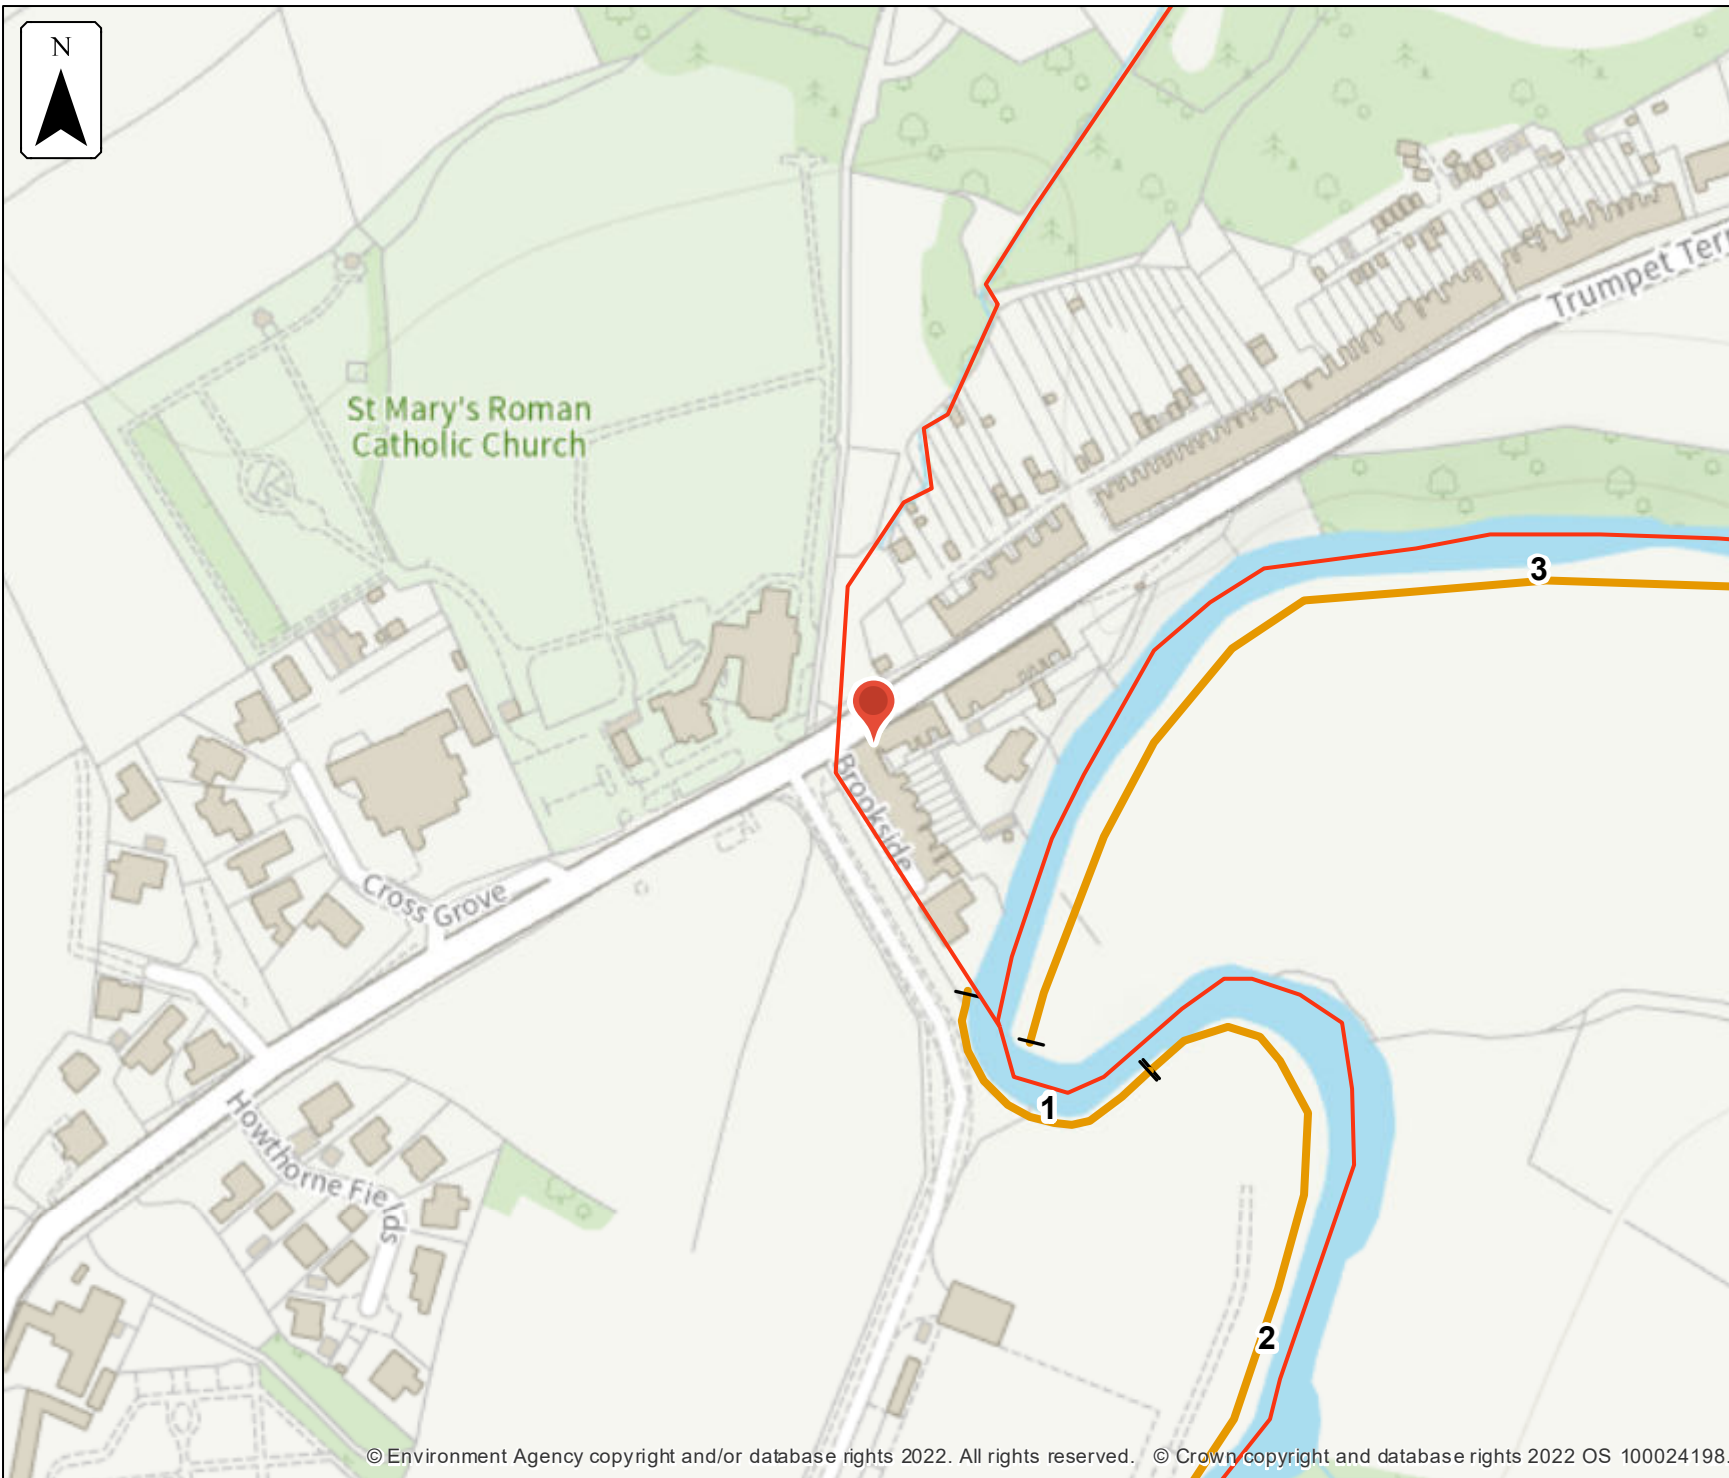 N
Trumpet Terr
St Mary's Roman
Catholic Church
3
Brookside
Cross Grove
1
Howthorne Fields
2
© Environment Agency copyright and/or database rights 2022. All rights reserved. © Crown copyright and database rights 2022 OS 100024198.